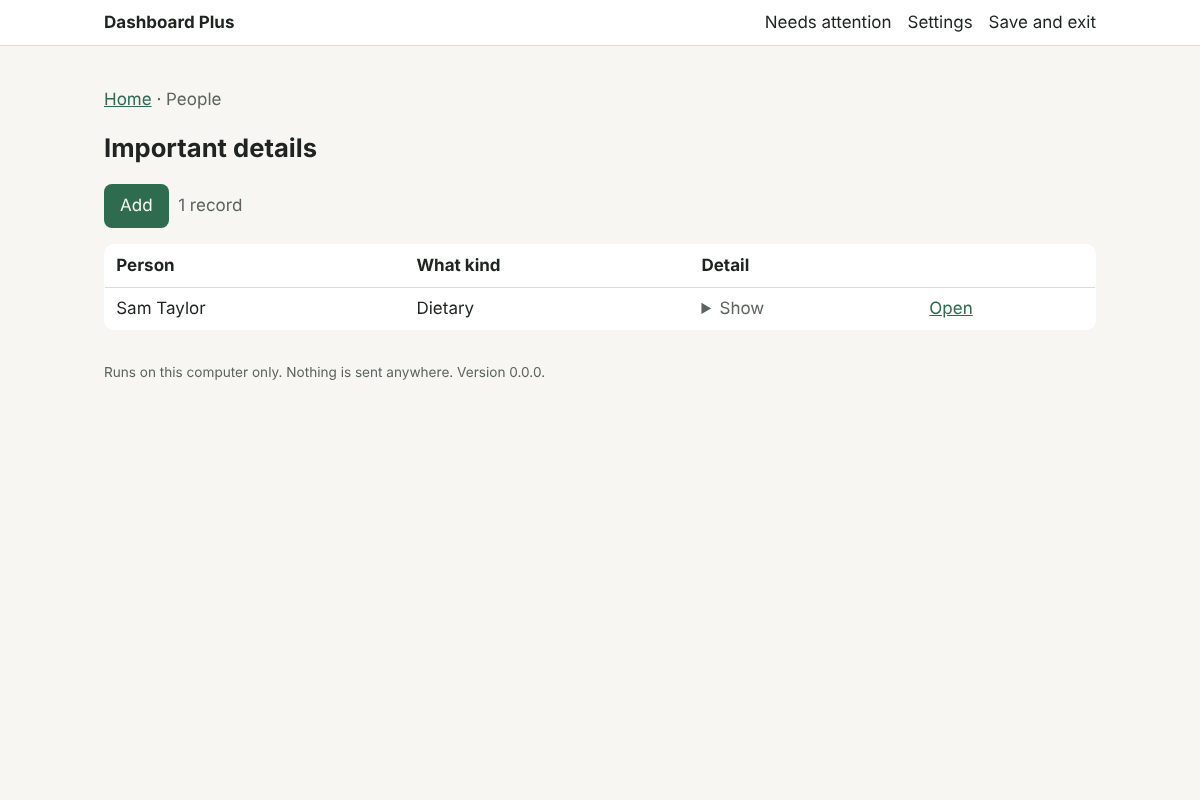 Dashboard Plus Needs attention Settings Save and exit
Home · People
Important details
Add 1 record
Person What kind Detail
Sam Taylor Dietary Show Open
Runs on this computer only. Nothing is sent anywhere. Version 0.0.0.